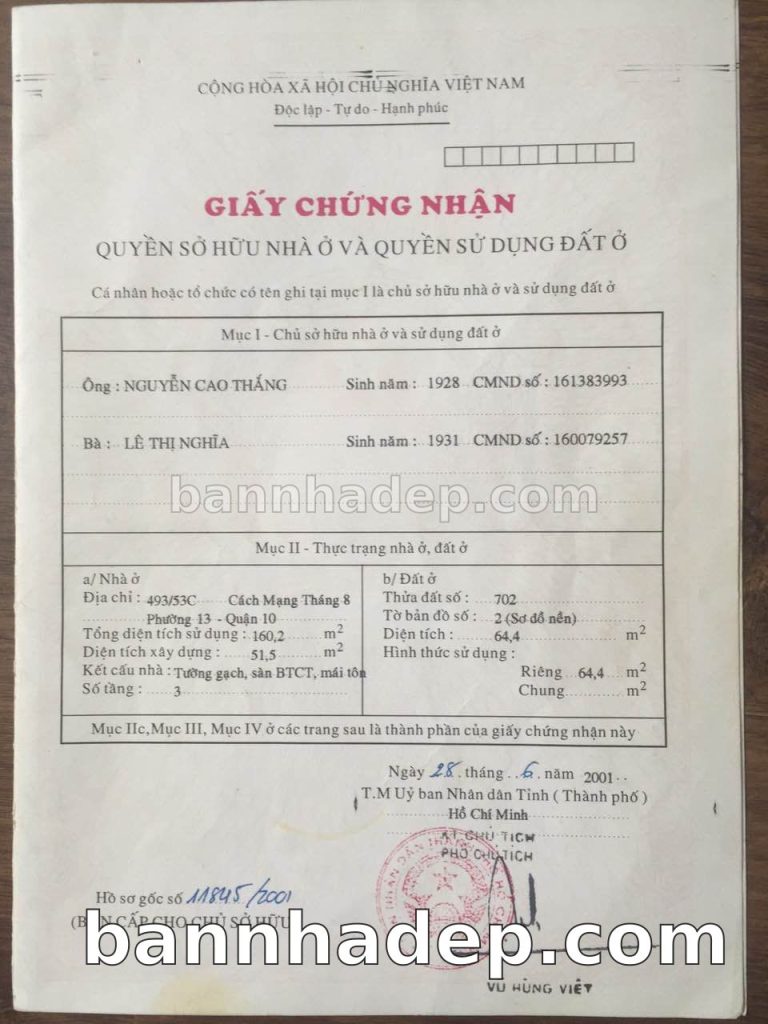 CỘNG HÒA XÃ HỘI CHỦ NGHĨA VIỆT NAM
Độc lập - Tự do - Hạnh phúc
GIẤY CHỨNG NHẬN
QUYỀN SỞ HỮU NHÀ Ở VÀ QUYỀN SỬ DỤNG ĐẤT Ở
Cá nhân hoặc tổ chức có tên ghi tại mục I là chủ sở hữu nhà ở và sử dụng đất ở
Mục I - Chủ sở hữu nhà ở và sử dụng đất ở
Ông : NGUYỄN CAO THẮNG Sinh năm : 1928 CMND số : 161383993
Bà : LÊ THỊ NGHĨA Sinh năm : 1931 CMND số : 160079257
bannhadep.com
Mục II - Thực trạng nhà ở, đất ở
a/ Nhà ở
Địa chỉ : 493/53C Cách Mạng Tháng 8
Phường 13 - Quận 10
Tổng diện tích sử dụng : 160,2 m2
Diện tích xây dựng : 51,5 m2
Kết cấu nhà : Tường gạch, sàn BTCT, mái tôn
Số tầng : 3
b/ Đất ở
Thửa đất số : 702
Tờ bản đồ số : 2 (Sơ đồ nền)
Diện tích : 64,4 m2
Hình thức sử dụng :
Riêng 64,4 m2
Chung m2
Mục IIc,Mục III, Mục IV ở các trang sau là thành phần của giấy chứng nhận này
Ngày 28 tháng 6 năm 2001
T.M Uỷ ban Nhân dân Tỉnh ( Thành phố )
Hồ Chí Minh
KT CHỦ TỊCH
PHÓ CHỦ TỊCH
Hồ sơ gốc số 11845/2001
(BẢN CẤP CHO CHỦ SỞ HỮU
bannhadep.com
VŨ HÙNG VIỆT